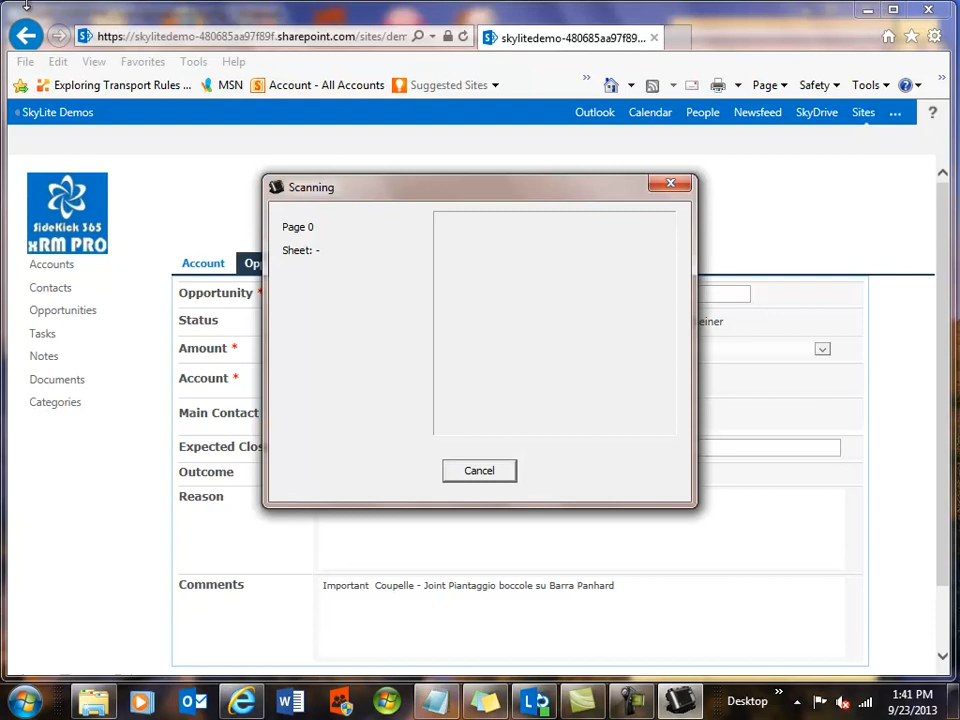 https://skylitedemo-480685aa97f89f.sharepoint.com/sites/der
skylitedemo-480685aa97f89...
File Edit View Favorites Tools Help
Exploring Transport Rules ... MSN Account - All Accounts Suggested Sites
Page Safety Tools
SkyLite Demos
Outlook Calendar People Newsfeed SkyDrive Sites ... ?
SideKick 365
xRM PRO
Accounts
Contacts
Opportunities
Tasks
Notes
Documents
Categories
Account Opp
Opportunity *
Status
einer
Amount *
Account *
Main Contact
Expected Clos
Outcome
Reason
Comments
Important Coupelle - Joint Piantaggio boccole su Barra Panhard
Scanning
Page 0
Sheet: -
Cancel
Desktop
1:41 PM
9/23/2013